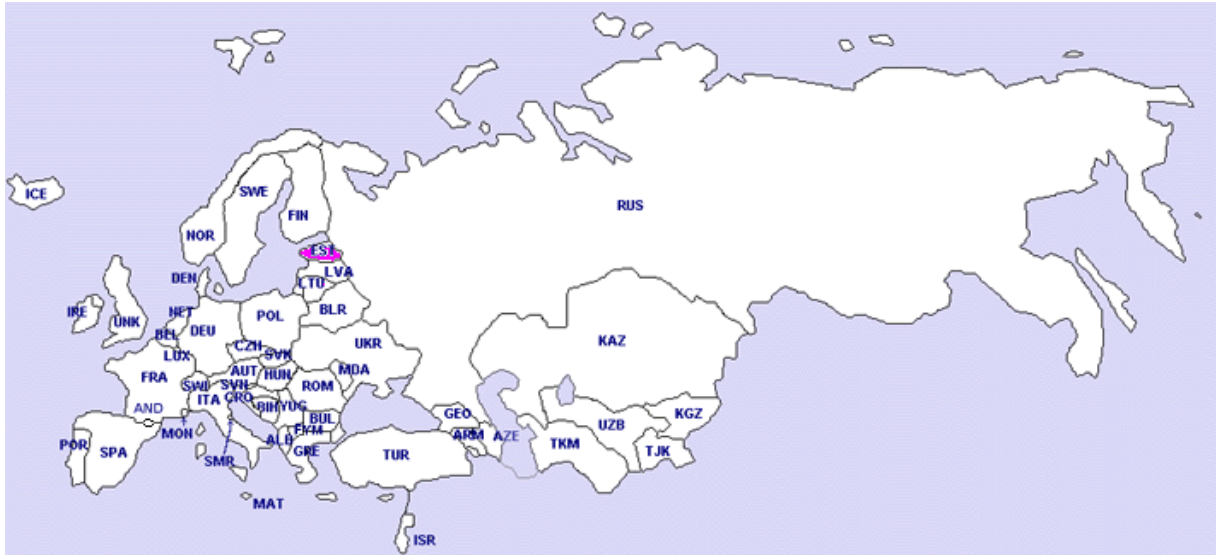 ICE
SWE
FIN
RUS
NOR
EST
LVA
DEN
LTU
IRE
UNK
NET
POL
BLR
BEL
DEU
LUX
CZH
SVK
UKR
KAZ
FRA
SWI
AUT
HUN
MDA
SVN
ROM
ITA
CRO
BIH
YUG
AND
MON
BUL
GEO
KGZ
FYM
UZB
POR
SPA
SMR
ALB
GRE
TUR
ARM
AZE
TKM
TJK
MAT
ISR